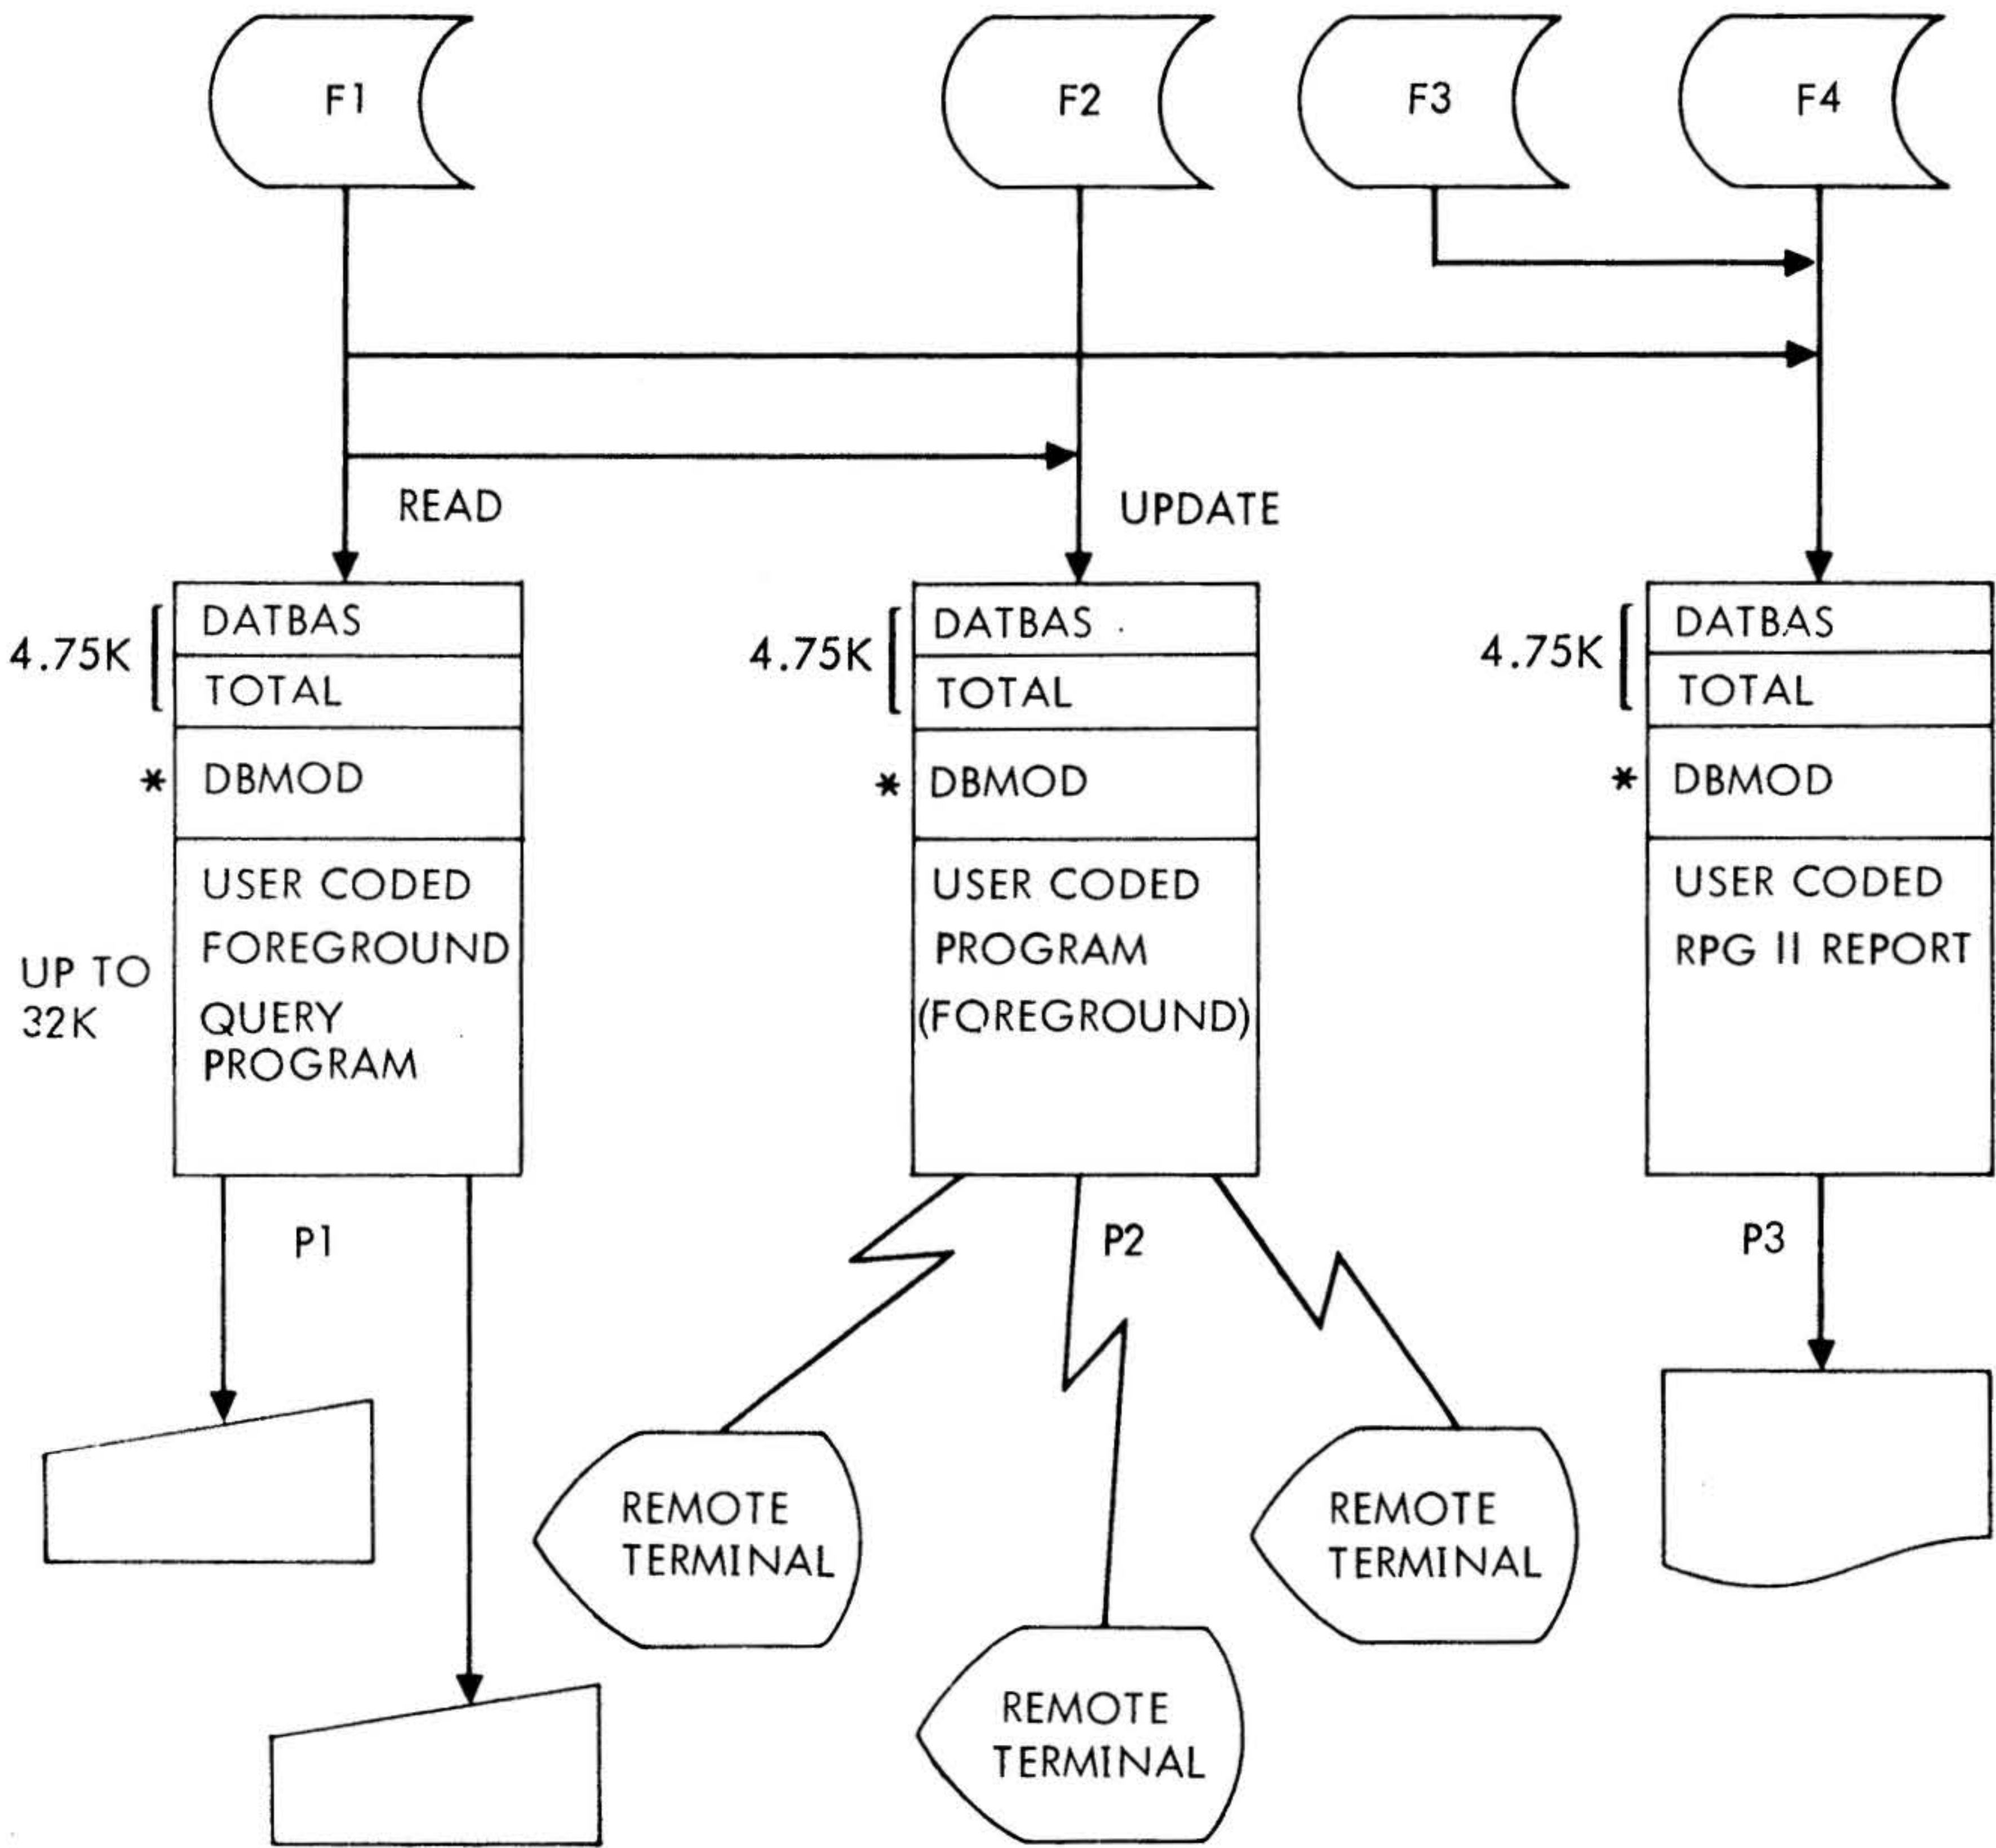 F1
F2
F3
F4
READ
UPDATE
4.75K
DATBAS
TOTAL
* DBMOD
USER CODED
FOREGROUND
QUERY
PROGRAM
UP TO
32K
4.75K
DATBAS
TOTAL
* DBMOD
USER CODED
PROGRAM
(FOREGROUND)
4.75K
DATBAS
TOTAL
* DBMOD
USER CODED
RPG II REPORT
P1
P2
P3
REMOTE
TERMINAL
REMOTE
TERMINAL
REMOTE
TERMINAL